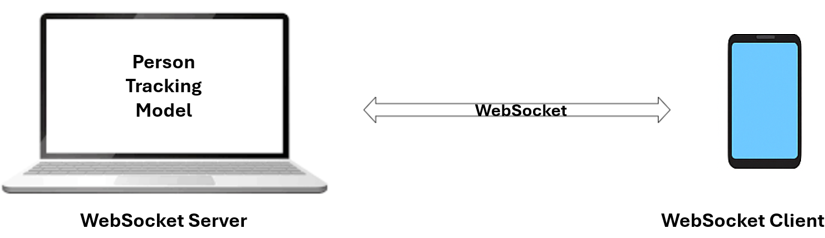 Person
Tracking
Model
WebSocket
WebSocket Server
WebSocket Client